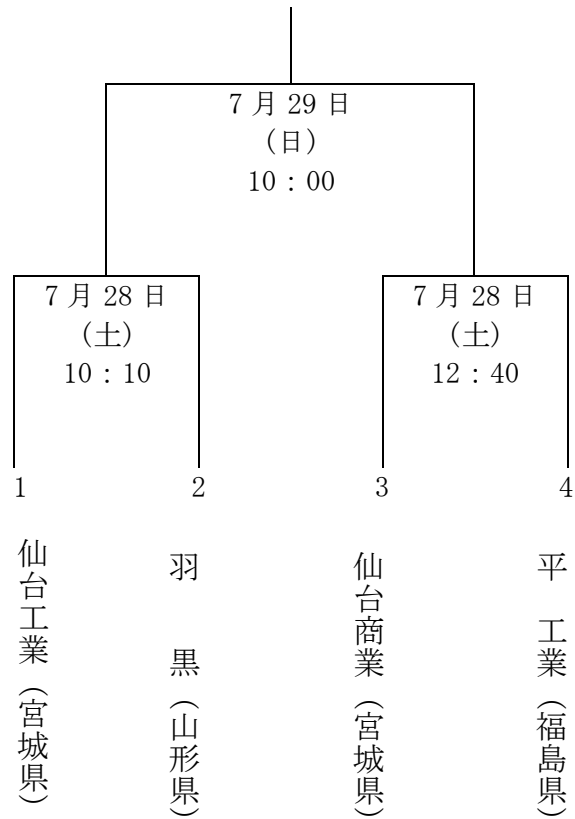 7月29日
(日)
10:00
7月28日
(土)
10:10
7月28日
(土)
12:40
1
2
3
4
仙台工業(宮城県)
羽黒(山形県)
仙台商業(宮城県)
平工業(福島県)